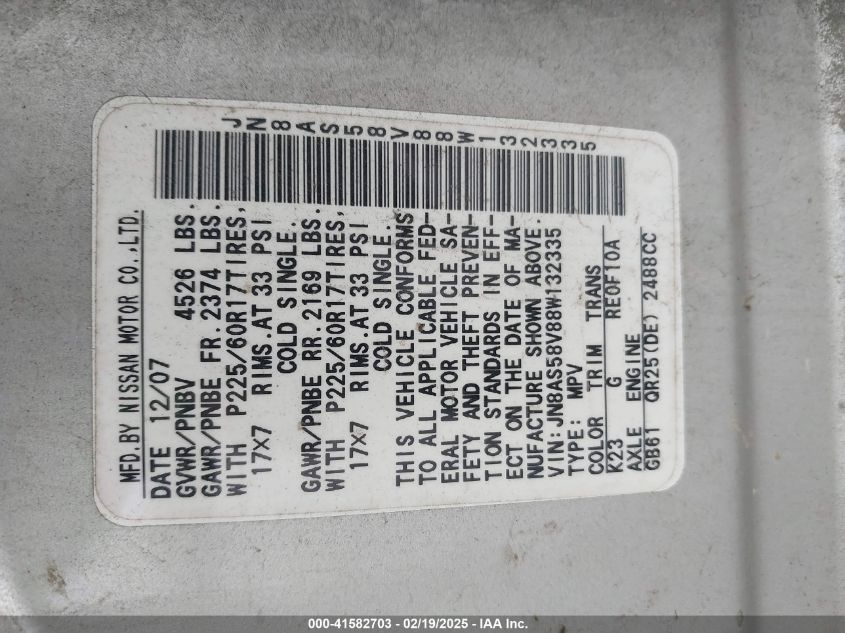 JN8AS58V88W132335
MFD.BY NISSAN MOTOR CO.,LTD.
DATE 12/07
GVWR/PNBV 4526 LBS.
GAWR/PNBE FR.2374 LBS.
WITH P225/60R17TIRES,
17X7 RIMS.AT 33 PSI
COLD SINGLE.
GAWR/PNBE RR.2169 LBS.
WITH P225/60R17TIRES,
17X7 RIMS.AT 33 PSI
COLD SINGLE.
THIS VEHICLE CONFORMS
TO ALL APPLICABLE FED-
ERAL MOTOR VEHICLE SA-
FETY AND THEFT PREVEN-
TION STANDARDS IN EFF-
ECT ON THE DATE OF MA-
NUFACTURE SHOWN ABOVE.
VIN:JN8AS58V88W132335
TYPE: MPV
COLOR TRIM TRANS
K23 G RE0F10A
AXLE ENGINE
GB61 QR25(DE) 2488CC
000-41582703 - 02/19/2025 - IAA Inc.